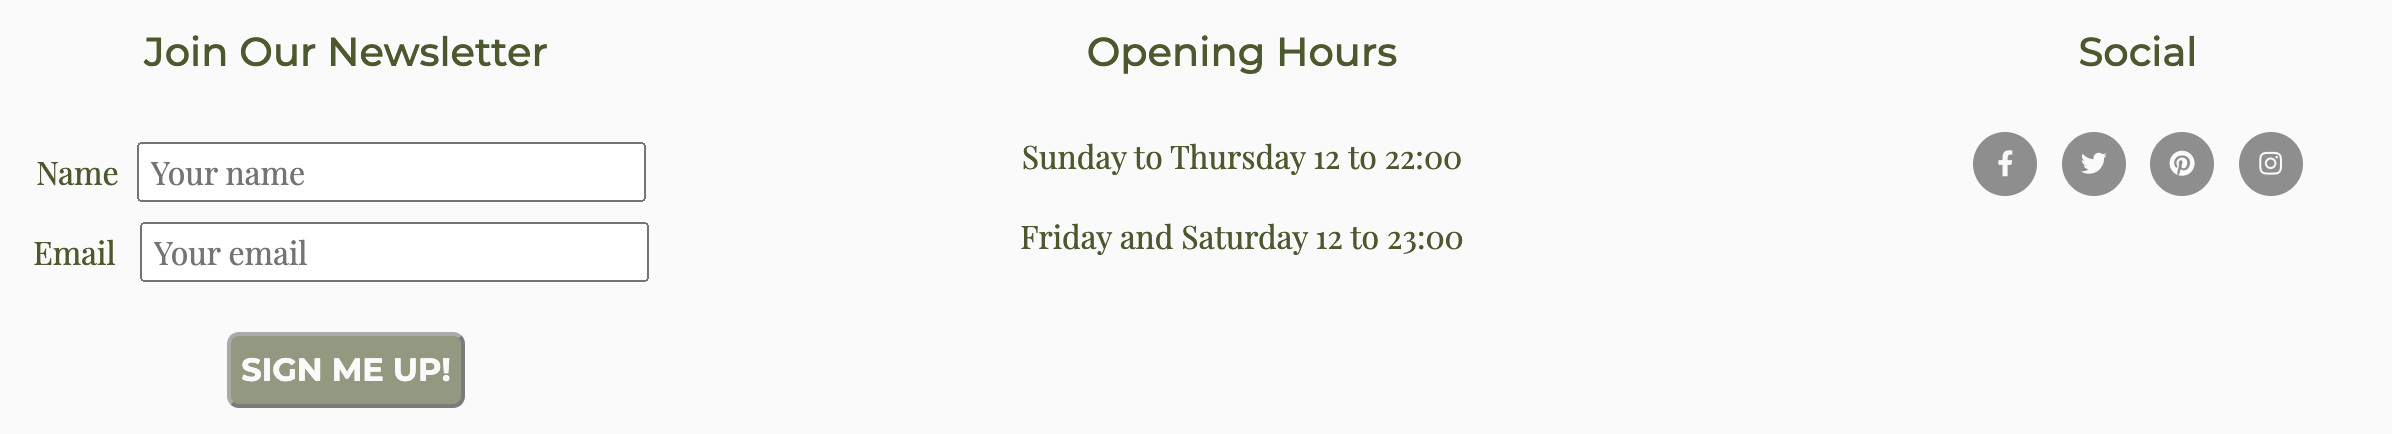 Join Our Newsletter
Name Your name
Email Your email
SIGN ME UP!
Opening Hours
Sunday to Thursday 12 to 22:00
Friday and Saturday 12 to 23:00
Social